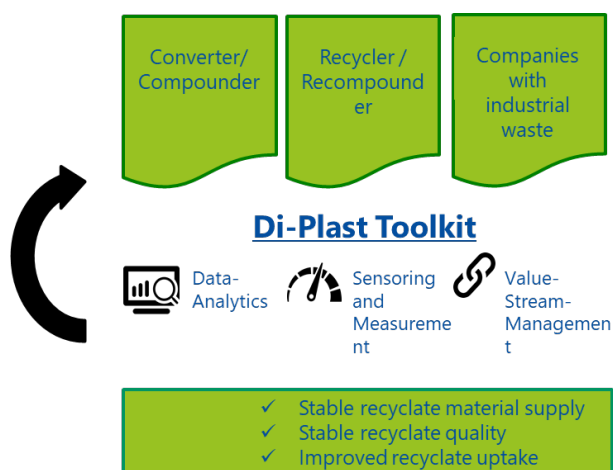 Converter/
Compounder
Recycler /
Recompound
er
Companies
with
industrial
waste
Di-Plast Toolkit
Data-
Analytics
Sensoring
and
Measureme
nt
Value-
Stream-
Managemen
t
✓ Stable recyclate material supply
✓ Stable recyclate quality
✓ Improved recyclate uptake